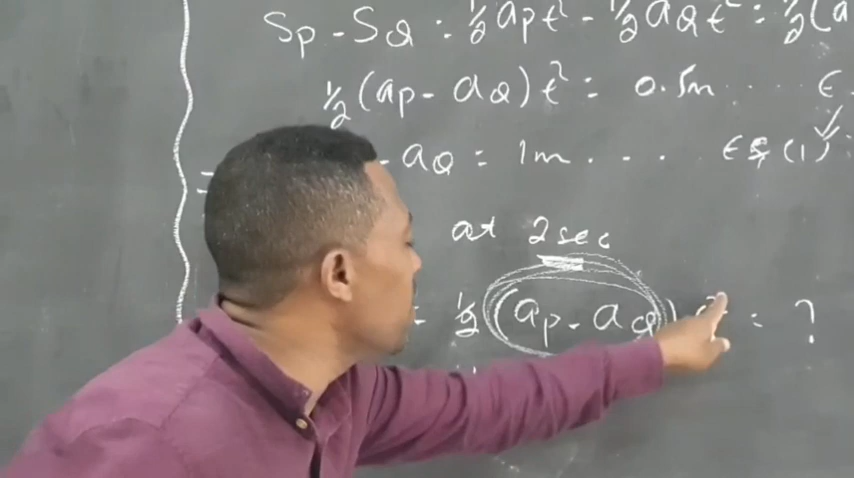 Sp - SQ : ½apt² - ½aQt² = ½(a
½(ap - aQ)t² = 0.5m .... E
- aQ = 1m .... Eq (1)
at 2sec
= ½(ap - aQ) = ?